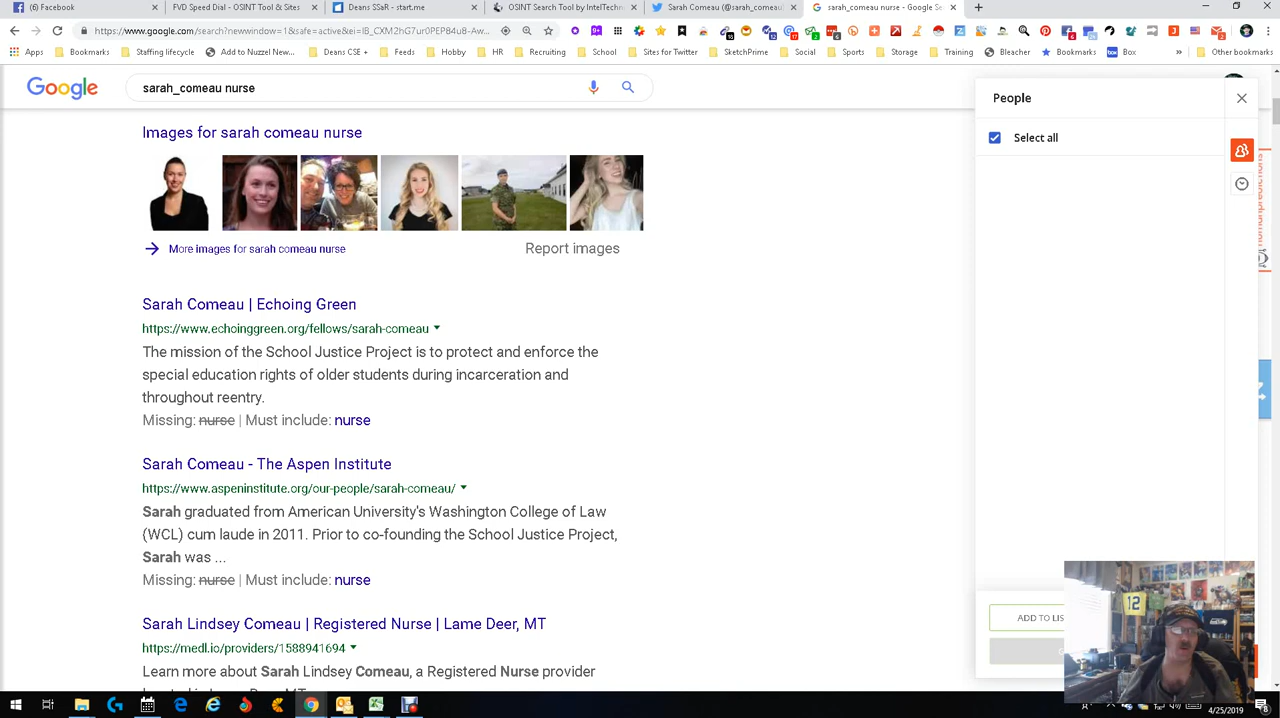 (6) Facebook
FVD Speed Dial - OSINT Tool & Sites
Deans SSaR - start.me
OSINT Search Tool by IntelTechn
Sarah Comeau (@sarah_comeau)
sarah_comeau nurse - Google Se
Apps
Bookmarks
Staffing lifecycle
Add to Nuzzel New...
Deans CSE
Feeds
Hobby
HR
Recruiting
School
Sites for Twitter
SketchPrime
Social
Sports
Storage
Training
Bleacher
Bookmarks
Box
»
Other bookmarks
Google
sarah_comeau nurse
People
Select all
Images for sarah comeau nurse
More images for sarah comeau nurse
Report images
Sarah Comeau | Echoing Green
https://www.echoinggreen.org/fellows/sarah-comeau
The mission of the School Justice Project is to protect and enforce the
special education rights of older students during incarceration and
throughout reentry.
Missing: nurse | Must include: nurse
Sarah Comeau - The Aspen Institute
https://www.aspeninstitute.org/our-people/sarah-comeau/
Sarah graduated from American University's Washington College of Law
(WCL) cum laude in 2011. Prior to co-founding the School Justice Project,
Sarah was ...
Missing: nurse | Must include: nurse
Sarah Lindsey Comeau | Registered Nurse | Lame Deer, MT
https://medl.io/providers/1588941694
Learn more about Sarah Lindsey Comeau, a Registered Nurse provider
ADD TO LIS
12
4/25/2019